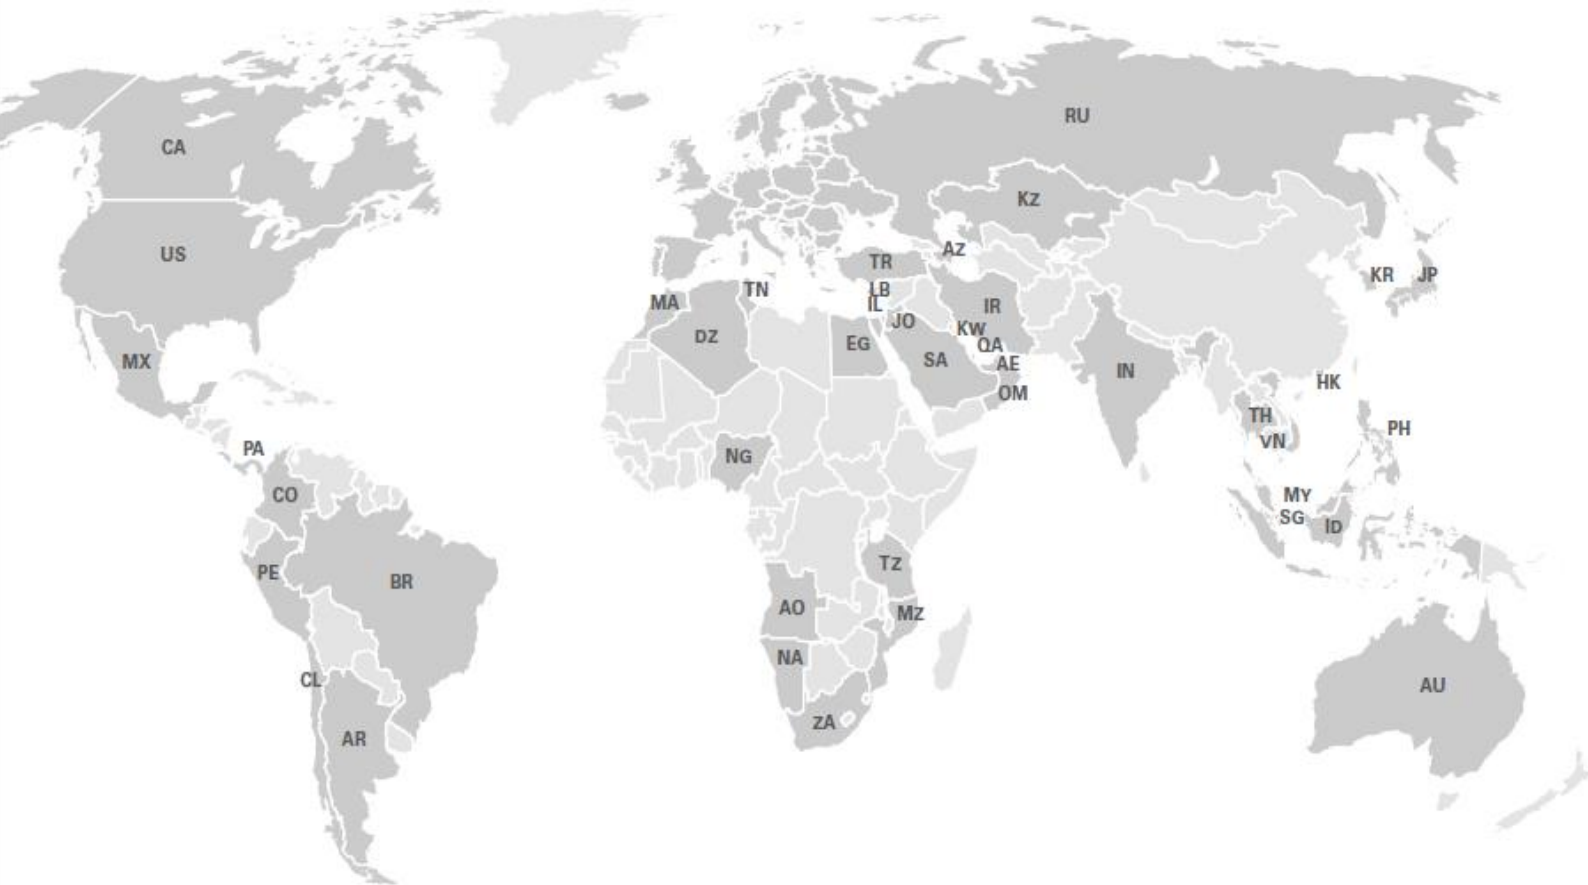 RU
CA
KZ
US
AZ
TR
KR
JP
LB
TN
MA
IL
IR
JO
KW
DZ
EG
QA
SA
AE
MX
IN
HK
OM
TH
PH
VN
PA
NG
CO
MY
SG
ID
TZ
PE
BR
AO
MZ
NA
CL
AU
ZA
AR